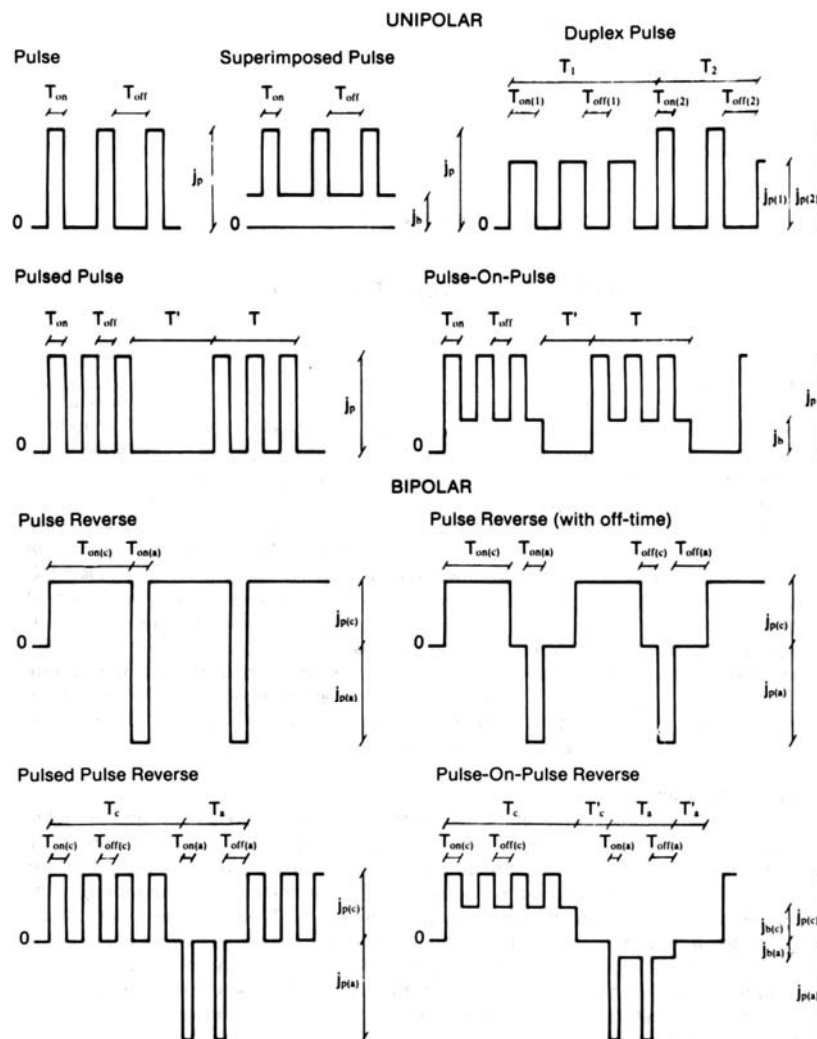 UNIPOLAR
Pulse
Superimposed Pulse
Duplex Pulse
T1 T2
Ton Toff
Ton Toff
Ton(1) Toff(1) Ton(2) Toff(2)
jp
jb
jp
jp(1) jp(2)
0
0
0
Pulsed Pulse
Pulse-On-Pulse
Ton Toff T' T
Ton Toff T' T
jp
jp
jb
0
0
BIPOLAR
Pulse Reverse
Pulse Reverse (with off-time)
Ton(c) Ton(a)
Ton(c) Ton(a) Toff(c) Toff(a)
jp(c)
jp(c)
0
0
jp(a)
jp(a)
Pulsed Pulse Reverse
Pulse-On-Pulse Reverse
Tc Ta
Tc T'c Ta T'a
Ton(c) Toff(c) Ton(a) Toff(a)
Ton(c) Toff(c) Ton(a) Toff(a)
jp(c)
jb(c) jp(c)
0
0
jb(a)
jp(a)
jp(a)